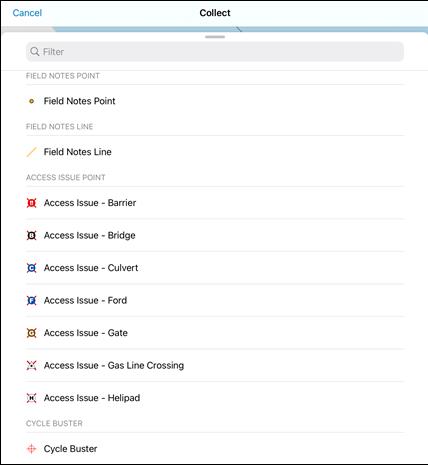 Cancel Collect
Filter
FIELD NOTES POINT
Field Notes Point
FIELD NOTES LINE
Field Notes Line
ACCESS ISSUE POINT
Access Issue - Barrier
Access Issue - Bridge
Access Issue - Culvert
Access Issue - Ford
Access Issue - Gate
Access Issue - Gas Line Crossing
Access Issue - Helipad
CYCLE BUSTER
Cycle Buster